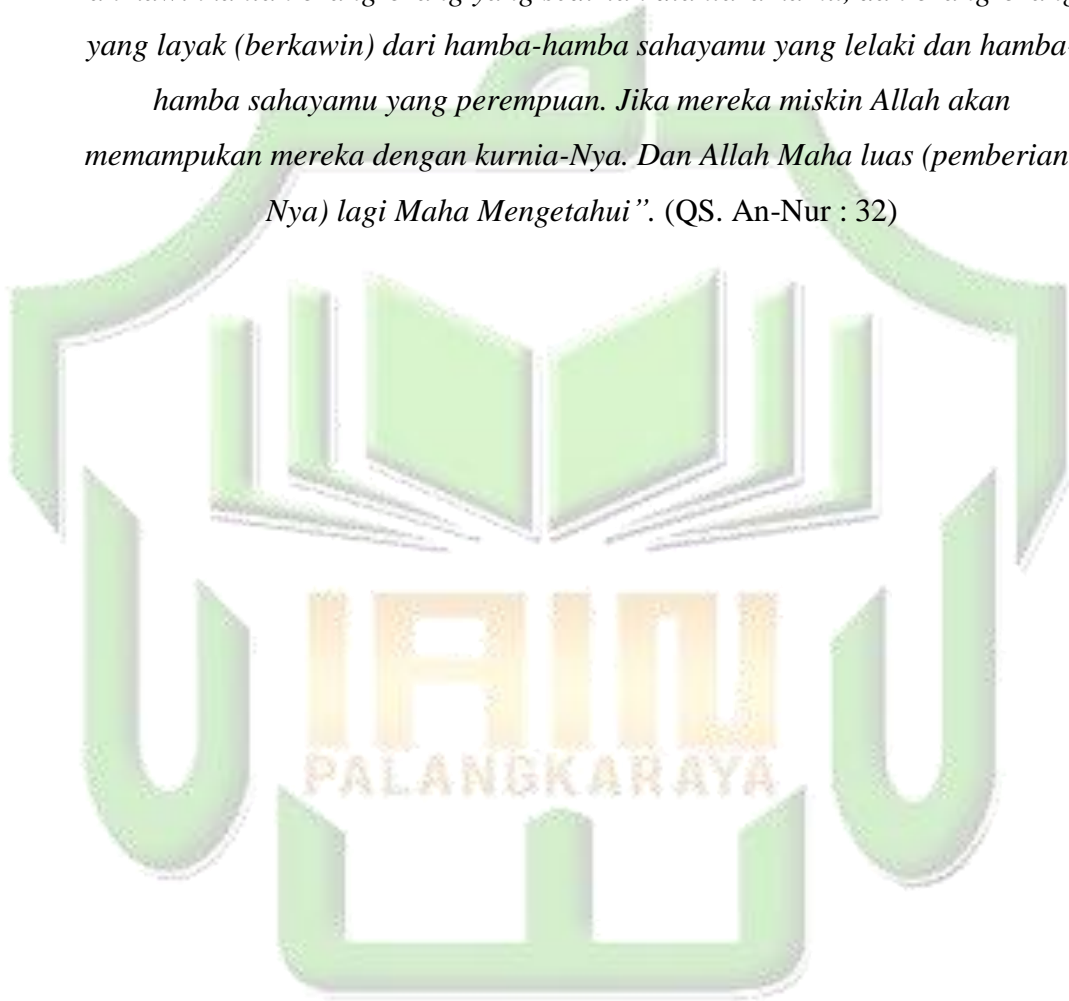 yang layak (berkawin) dari hamba-hamba sahayamu yang lelaki dan hamba-
hamba sahayamu yang perempuan. Jika mereka miskin Allah akan
memampukan mereka dengan kurnia-Nya. Dan Allah Maha luas (pemberian-
Nya) lagi Maha Mengetahui”. (QS. An-Nur : 32)
IAIN
PALANGKARAYA